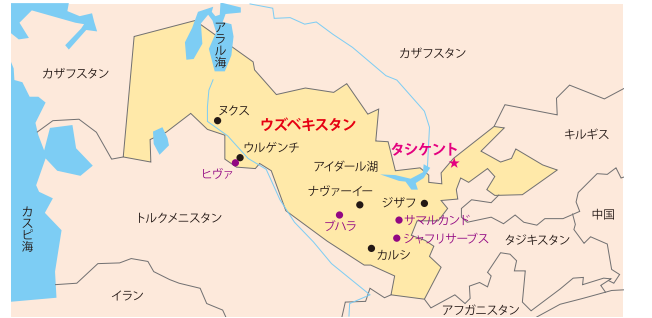 アラル海
カザフスタン
カザフスタン
ヌクス
ウズベキスタン
タシケント
キルギス
ウルゲンチ
ヒヴァ
アイダール湖
ナヴァーイー
ジザフ
カスピ海
トルクメニスタン
ブハラ
サマルカンド
中国
シャフリサーブス
タジキスタン
カルシ
イラン
アフガニスタン